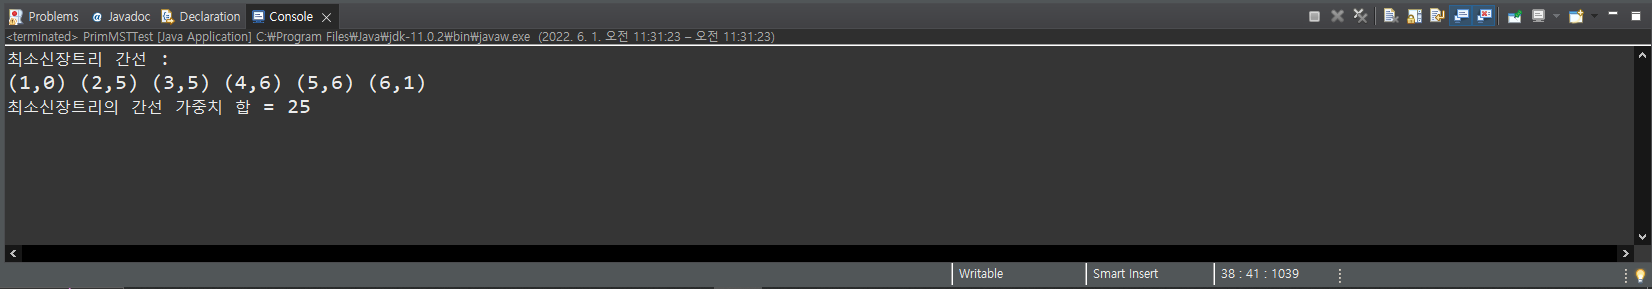 Problems Javadoc Declaration Console
<terminated> PrimMSTTest [Java Application] C:₩Program Files₩Java₩jdk-11.0.2₩bin₩javaw.exe (2022. 6. 1. 오전 11:31:23 – 오전 11:31:23)
최소신장트리 간선 :
(1,0) (2,5) (3,5) (4,6) (5,6) (6,1)
최소신장트리의 간선 가중치 합 = 25
Writable Smart Insert 38 : 41 : 1039